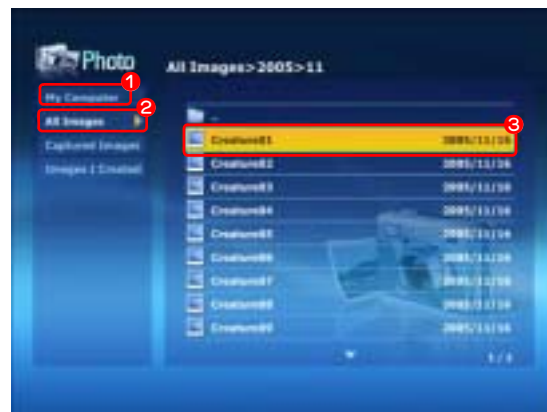 Photo
All Images>2005>11
1
My Computer
2
All Images
3
..
Creature01 2005/11/16
Captured Images
Creature02 2005/11/16
Images I Created
Creature03 2005/11/16
Creature04 2005/11/16
Creature05 2005/11/16
Creature06 2005/11/16
Creature07 2005/11/16
Creature08 2005/11/16
Creature09 2005/11/16